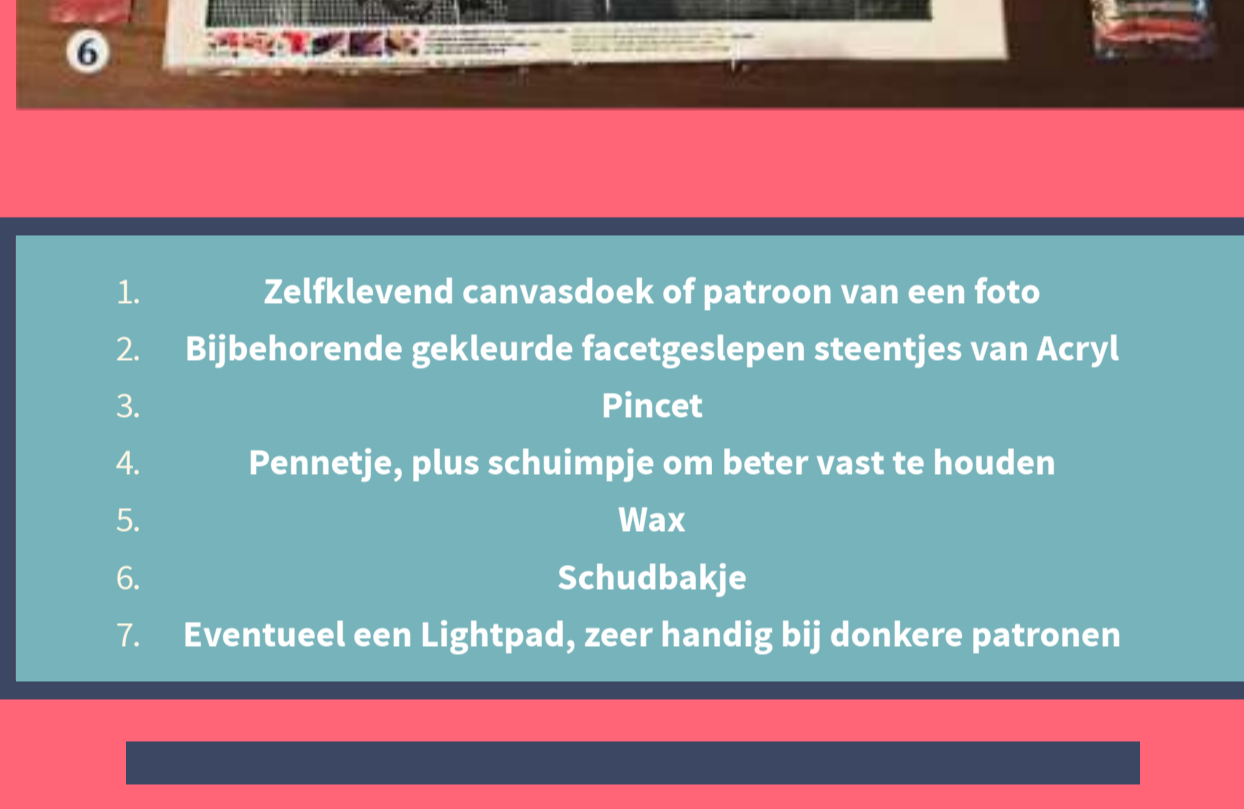 6
1. Zelfklevend canvasdoek of patroon van een foto
2. Bijbehorende gekleurde facetgeslepen steentjes van Acryl
3. Pincet
4. Pennetje, plus schuimpje om beter vast te houden
5. Wax
6. Schudbakje
7. Eventueel een Lightpad, zeer handig bij donkere patronen